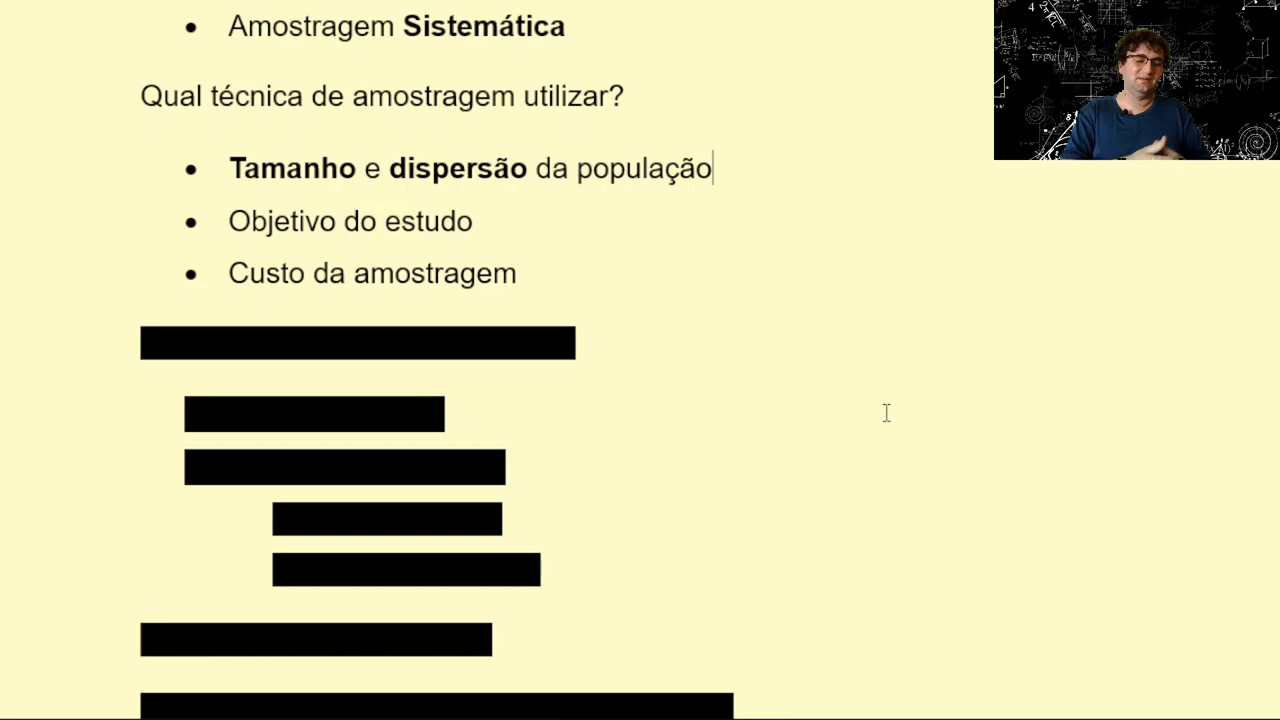 Amostragem Sistemática
Qual técnica de amostragem utilizar?
Tamanho e dispersão da população
Objetivo do estudo
Custo da amostragem